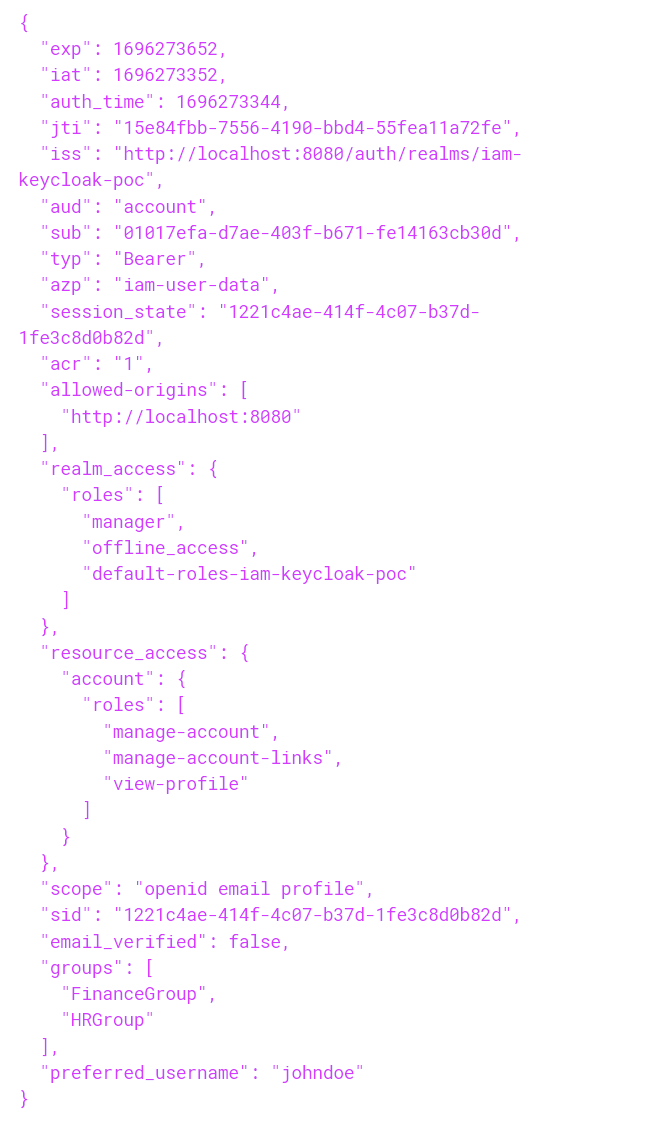 {
  "exp": 1696273652,
  "iat": 1696273352,
  "auth_time": 1696273344,
  "jti": "15e84fbb-7556-4190-bbd4-55fea11a72fe",
  "iss": "http://localhost:8080/auth/realms/iam-
keycloak-poc",
  "aud": "account",
  "sub": "01017efa-d7ae-403f-b671-fe14163cb30d",
  "typ": "Bearer",
  "azp": "iam-user-data",
  "session_state": "1221c4ae-414f-4c07-b37d-
1fe3c8d0b82d",
  "acr": "1",
  "allowed-origins": [
    "http://localhost:8080"
  ],
  "realm_access": {
    "roles": [
      "manager",
      "offline_access",
      "default-roles-iam-keycloak-poc"
    ]
  },
  "resource_access": {
    "account": {
      "roles": [
        "manage-account",
        "manage-account-links",
        "view-profile"
      ]
    }
  },
  "scope": "openid email profile",
  "sid": "1221c4ae-414f-4c07-b37d-1fe3c8d0b82d",
  "email_verified": false,
  "groups": [
    "FinanceGroup",
    "HRGroup"
  ],
  "preferred_username": "johndoe"
}